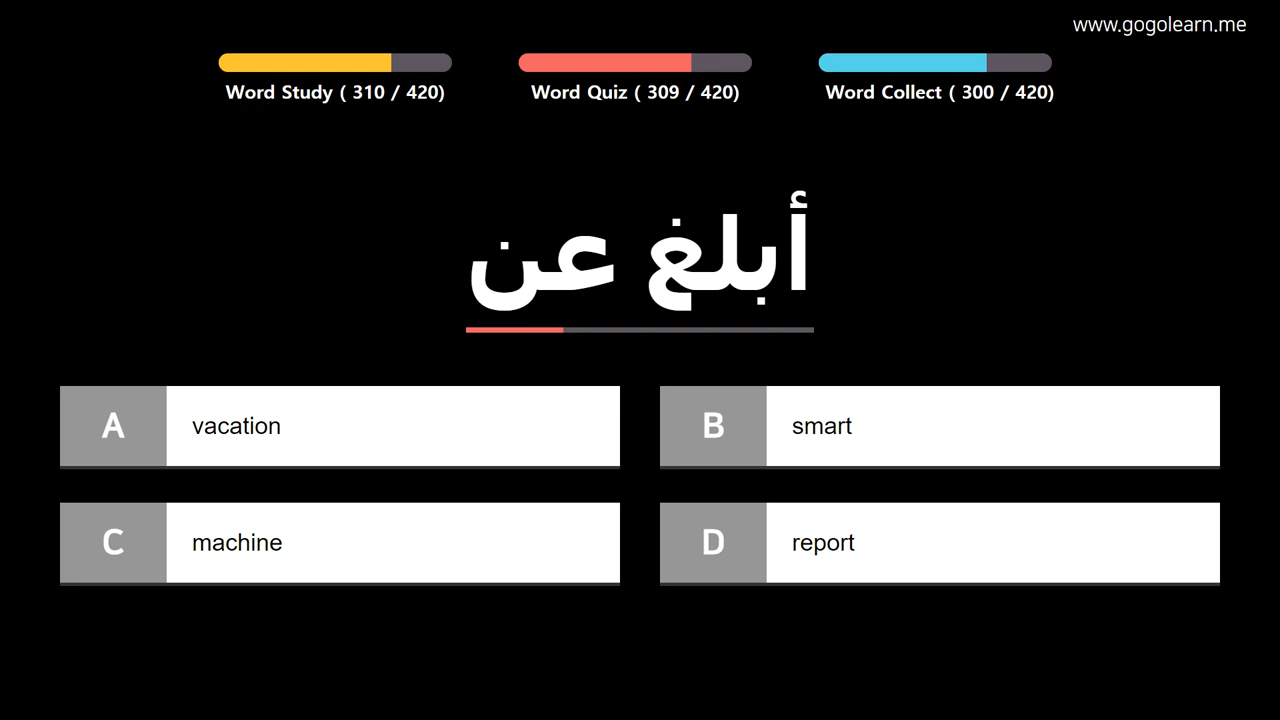 www.gogolearn.me
Word Study ( 310 / 420)
Word Quiz ( 309 / 420)
Word Collect ( 300 / 420)
أبلغ عن
A vacation
B smart
C machine
D report